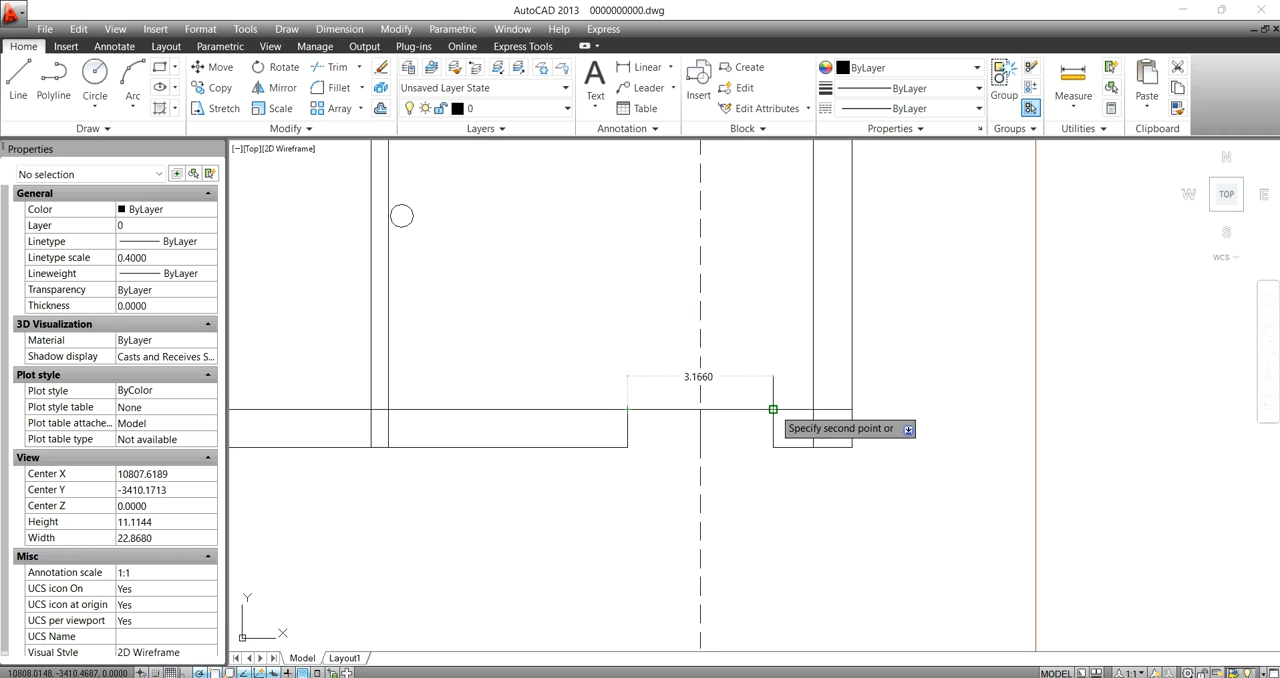 AutoCAD 2013 0000000000.dwg
File Edit View Insert Format Tools Draw Dimension Modify Parametric Window Help Express
Home Insert Annotate Layout Parametric View Manage Output Plug-ins Online Express Tools
Line Polyline Circle Arc
Move Rotate Trim
Copy Mirror Fillet
Stretch Scale Array
Unsaved Layer State
0
Text
Linear
Leader
Table
Insert
Create
Edit
Edit Attributes
ByLayer
ByLayer
ByLayer
Group
Measure
Paste
Draw Modify Layers Annotation Block Properties Groups Utilities Clipboard
Properties
No selection
General
Color ByLayer
Layer 0
Linetype ByLayer
Linetype scale 0.4000
Lineweight ByLayer
Transparency ByLayer
Thickness 0.0000
3D Visualization
Material ByLayer
Shadow display Casts and Receives S...
Plot style
Plot style ByColor
Plot style table None
Plot table attache... Model
Plot table type Not available
View
Center X 10807.6189
Center Y -3410.1713
Center Z 0.0000
Height 11.1144
Width 22.8680
Misc
Annotation scale 1:1
UCS icon On Yes
UCS icon at origin Yes
UCS per viewport Yes
UCS Name
Visual Style 2D Wireframe
[−][Top][2D Wireframe]
N
W TOP E
S
WCS
3.1660
Specify second point or
Y
X
Model Layout1
10808.0148, -3410.4687, 0.0000
MODEL 1:1